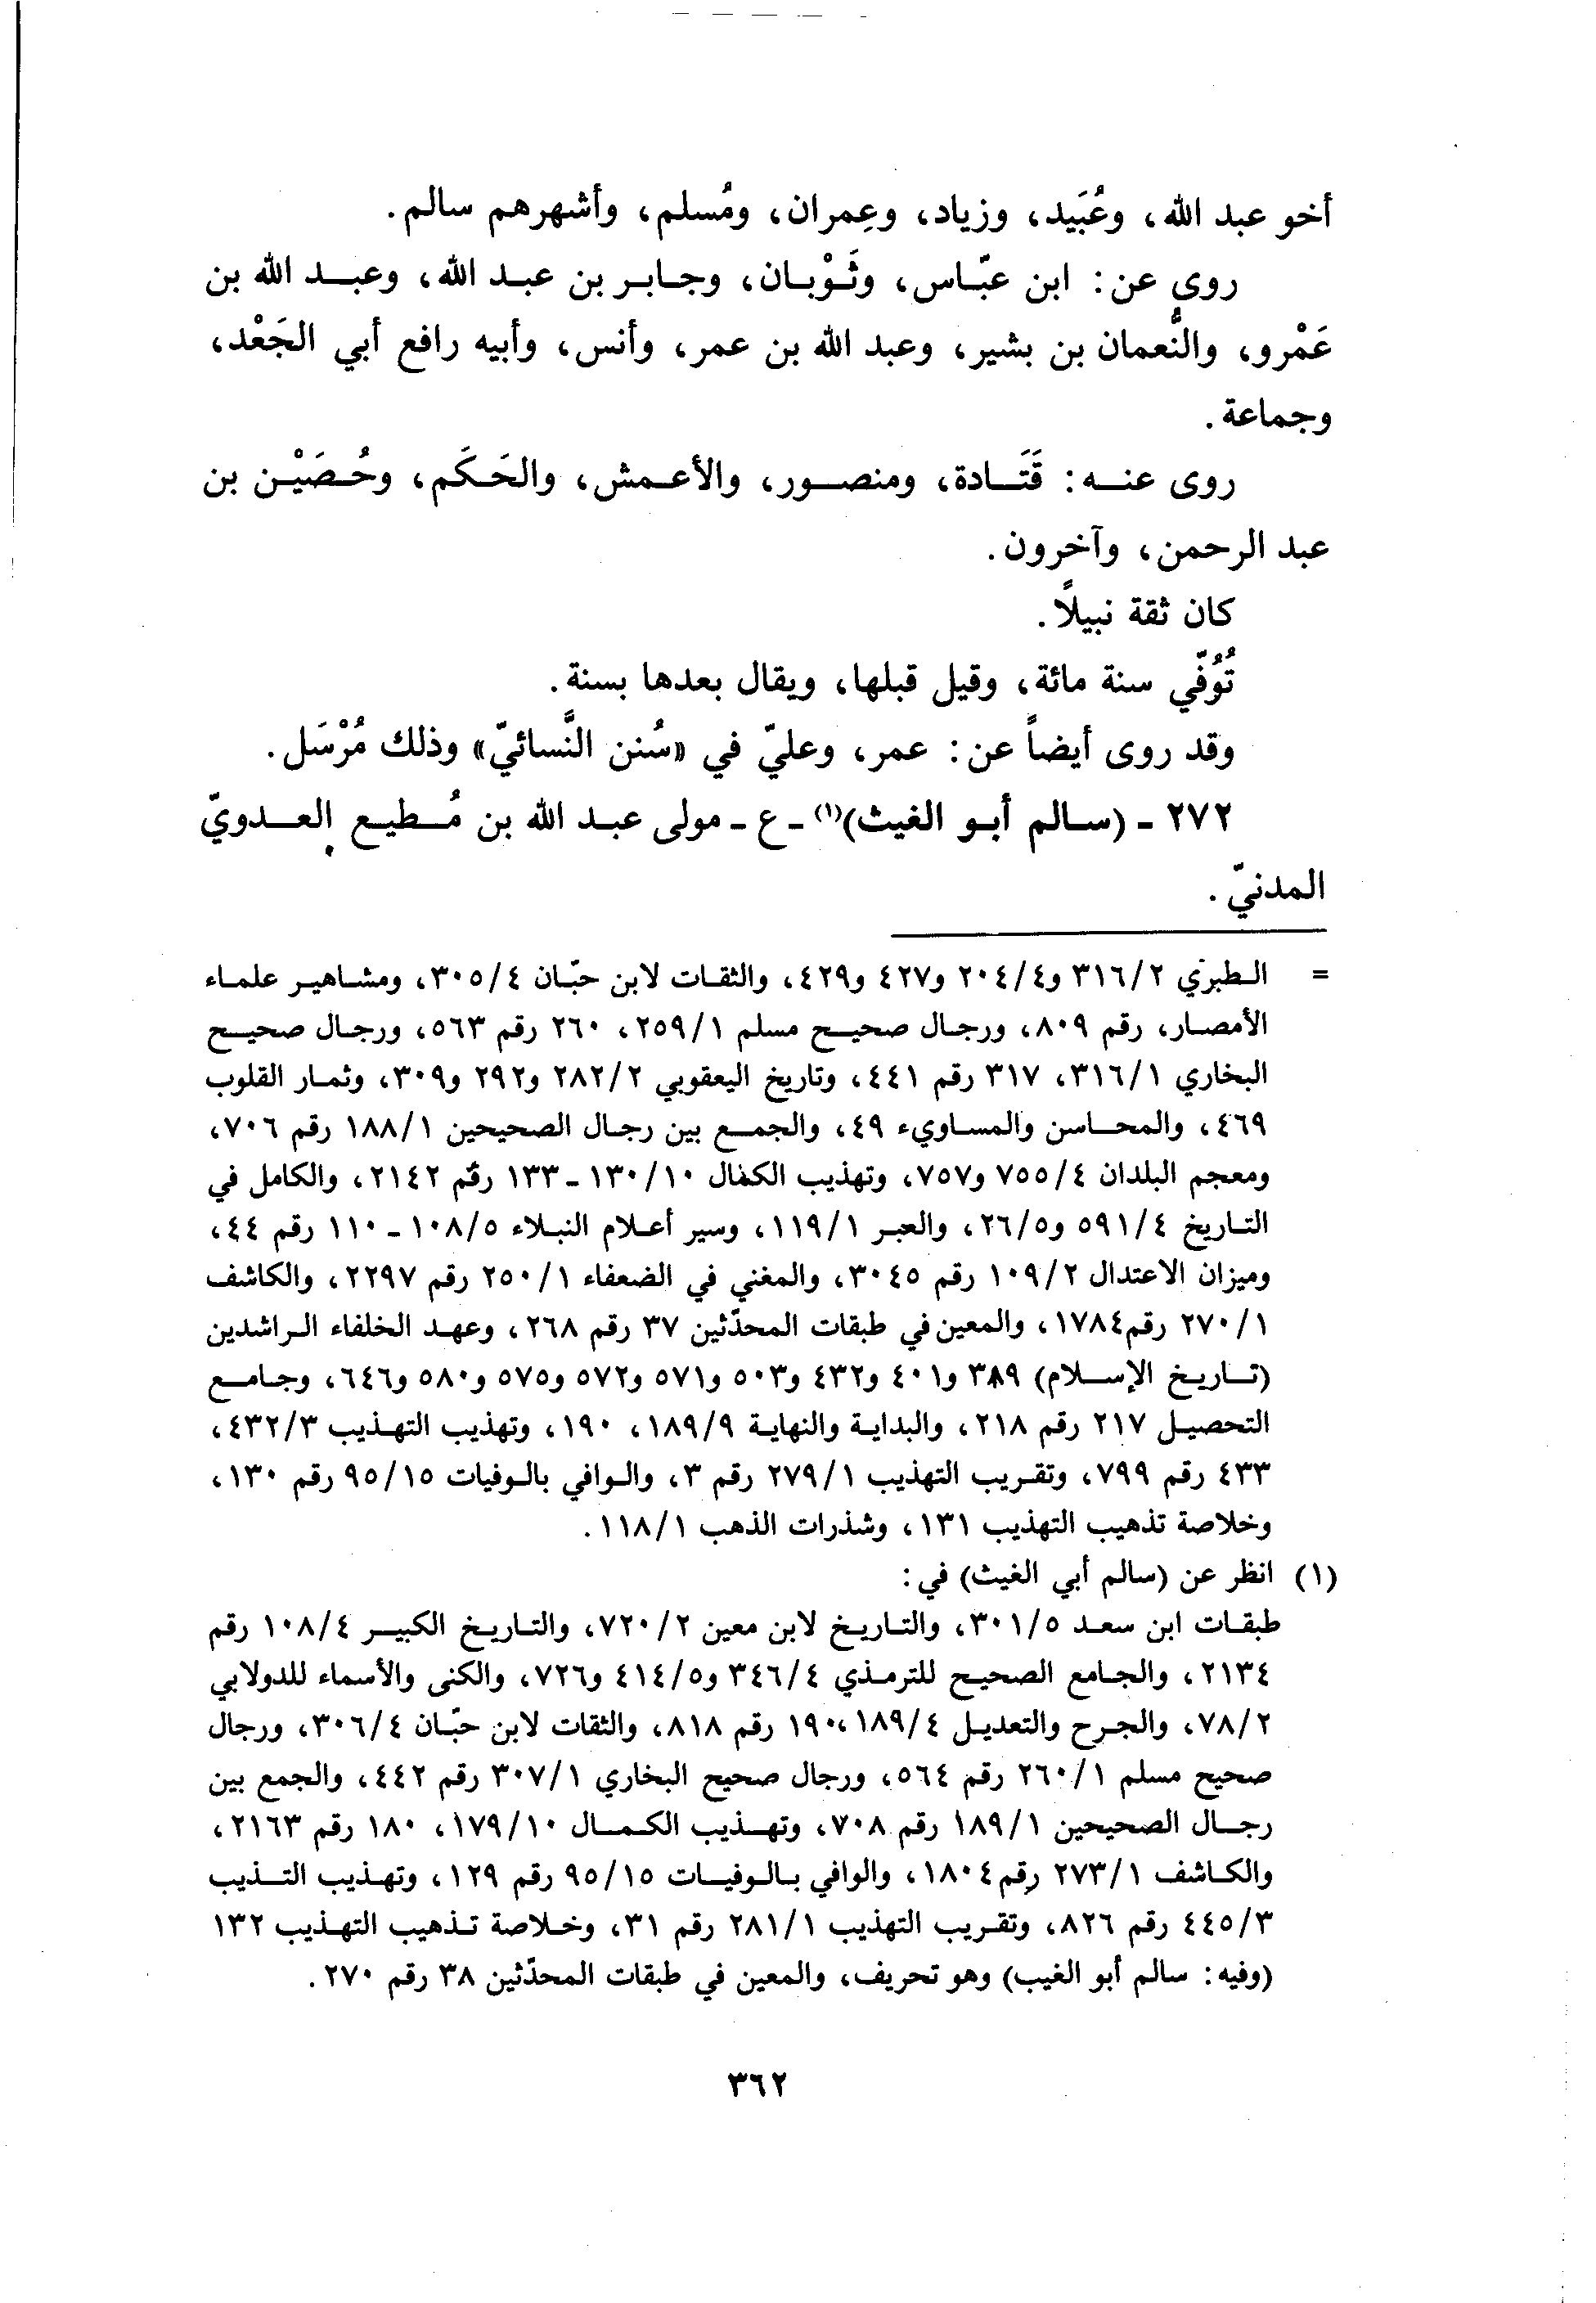 أخو عبد الله، وعُبَيد، وزياد، وعِمران، ومُسلم، وأشهرهم سالم.
روى عن: ابن عبّاس، وثَوْبان، وجابر بن عبد الله، وعبد الله بن
عَمْرو، والنُّعمان بن بشير، وعبد الله بن عمر، وأنس، وأبيه رافع أبي الجَعْد،
وجماعة.
روى عنه: قَتَادة، ومنصور، والأعمش، والحَكَم، وحُصَيْن بن
عبد الرحمن، وآخرون.
كان ثقة نبيلاً.
تُوُفّي سنة مائة، وقيل قبلها، ويقال بعدها بسنة.
وقد روى أيضاً عن: عمر، وعليّ في «سُنن النَّسائيّ» وذلك مُرْسَل.
٢٧٢ - (سالم أبو الغيث)(١) - ع - مولى عبد الله بن مُطيع العدويّ
المدنيّ.
= الطبري ٣١٦/٢ و٢٠٤/٤ و٤٢٧ و٤٢٩، والثقات لابن حبّان ٣٠٥/٤، ومشاهير علماء
الأمصار، رقم ٨٠٩، ورجال صحيح مسلم ٢٥٩/١، ٢٦٠ رقم ٥٦٣، ورجال صحيح
البخاري ٣١٦/١، ٣١٧ رقم ٤٤١، وتاريخ اليعقوبي ٢٨٢/٢ و٢٩٢ و٣٠٩، وثمار القلوب
٤٦٩، والمحاسن والمساويء ٤٩، والجمع بين رجال الصحيحين ١٨٨/١ رقم ٧٠٦،
ومعجم البلدان ٧٥٥/٤ و٧٥٧، وتهذيب الكمال ١٣٠/١٠ - ١٣٣ رقم ٢١٤٢، والكامل في
التاريخ ٥٩١/٤ و٢٦/٥، والعبر ١١٩/١، وسير أعلام النبلاء ١٠٨/٥ - ١١٠ رقم ٤٤،
وميزان الاعتدال ١٠٩/٢ رقم ٣٠٤٥، والمغني في الضعفاء ٢٥٠/١ رقم ٢٢٩٧، والكاشف
٢٧٠/١ رقم١٧٨٤، والمعين في طبقات المحدّثين ٣٧ رقم ٢٦٨، وعهد الخلفاء الراشدين
(تاريخ الإسلام) ٣٨٩ و٤٠١ و٤٣٢ و٥٠٣ و٥٧١ و٥٧٢ و٥٧٥ و٥٨٠ و٦٤٦، وجامع
التحصيل ٢١٧ رقم ٢١٨، والبداية والنهاية ١٨٩/٩، ١٩٠، وتهذيب التهذيب ٤٣٢/٣،
٤٣٣ رقم ٧٩٩، وتقريب التهذيب ٢٧٩/١ رقم ٣، والوافي بالوفيات ٩٥/١٥ رقم ١٣٠،
وخلاصة تذهيب التهذيب ١٣١، وشذرات الذهب ١١٨/١.
(١) انظر عن (سالم أبي الغيث) في:
طبقات ابن سعد ٣٠١/٥، والتاريخ لابن معين ٧٢٠/٢، والتاريخ الكبير ١٠٨/٤ رقم
٢١٣٤، والجامع الصحيح للترمذي ٣٤٦/٤ و٤١٤/٥ و٧٢٦، والكنى والأسماء للدولابي
٧٨/٢، والجرح والتعديل ١٨٩/٤، ١٩٠ رقم ٨١٨، والثقات لابن حبّان ٣٠٦/٤، ورجال
صحيح مسلم ٢٦٠/١ رقم ٥٦٤، ورجال صحيح البخاري ٣٠٧/١ رقم ٤٤٢، والجمع بين
رجال الصحيحين ١٨٩/١ رقم ٧٠٨، وتهذيب الكمال ١٧٩/١٠، ١٨٠ رقم ٢١٦٣،
والكاشف ٢٧٣/١ رقم١٨٠٤، والوافي بالوفيات ٩٥/١٥ رقم ١٢٩، وتهذيب التذيب
٤٤٥/٣ رقم ٨٢٦، وتقريب التهذيب ٢٨١/١ رقم ٣١، وخلاصة تذهيب التهذيب ١٣٢
(وفيه: سالم أبو الغيب) وهو تحريف، والمعين في طبقات المحدّثين ٣٨ رقم ٢٧٠.
٣٦٢